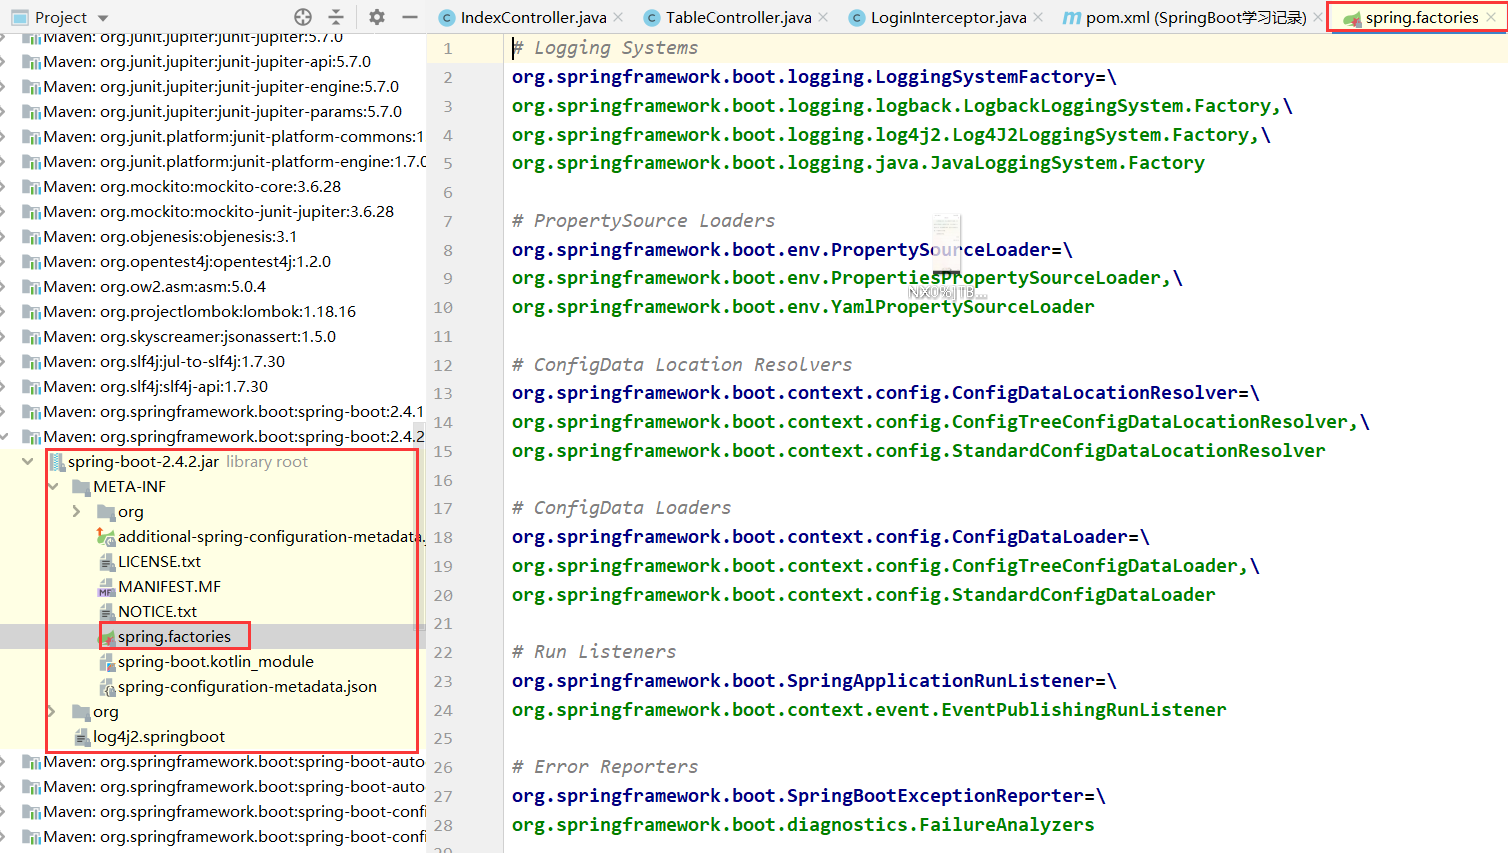 Project
IndexController.java
TableController.java
LoginInterceptor.java
pom.xml (SpringBoot学习记录)
spring.factories
Maven: org.junit.jupiter:junit-jupiter:5.7.0
Maven: org.junit.jupiter:junit-jupiter-api:5.7.0
Maven: org.junit.jupiter:junit-jupiter-engine:5.7.0
Maven: org.junit.jupiter:junit-jupiter-params:5.7.0
Maven: org.junit.platform:junit-platform-commons:1
Maven: org.junit.platform:junit-platform-engine:1.7.0
Maven: org.mockito:mockito-core:3.6.28
Maven: org.mockito:mockito-junit-jupiter:3.6.28
Maven: org.objenesis:objenesis:3.1
Maven: org.opentest4j:opentest4j:1.2.0
Maven: org.ow2.asm:asm:5.0.4
Maven: org.projectlombok:lombok:1.18.16
Maven: org.skyscreamer:jsonassert:1.5.0
Maven: org.slf4j:jul-to-slf4j:1.7.30
Maven: org.slf4j:slf4j-api:1.7.30
Maven: org.springframework.boot:spring-boot:2.4.1
Maven: org.springframework.boot:spring-boot:2.4.2
spring-boot-2.4.2.jar library root
META-INF
org
additional-spring-configuration-metadata.
LICENSE.txt
MANIFEST.MF
NOTICE.txt
spring.factories
spring-boot.kotlin_module
spring-configuration-metadata.json
org
log4j2.springboot
Maven: org.springframework.boot:spring-boot-auto
Maven: org.springframework.boot:spring-boot-auto
Maven: org.springframework.boot:spring-boot-confi
Maven: org.springframework.boot:spring-boot-confi
1 # Logging Systems
2 org.springframework.boot.logging.LoggingSystemFactory=\
3 org.springframework.boot.logging.logback.LogbackLoggingSystem.Factory,\
4 org.springframework.boot.logging.log4j2.Log4J2LoggingSystem.Factory,\
5 org.springframework.boot.logging.java.JavaLoggingSystem.Factory
6
7 # PropertySource Loaders
8 org.springframework.boot.env.PropertySourceLoader=\
9 org.springframework.boot.env.PropertiesPropertySourceLoader,\
10 org.springframework.boot.env.YamlPropertySourceLoader
11
12 # ConfigData Location Resolvers
13 org.springframework.boot.context.config.ConfigDataLocationResolver=\
14 org.springframework.boot.context.config.ConfigTreeConfigDataLocationResolver,\
15 org.springframework.boot.context.config.StandardConfigDataLocationResolver
16
17 # ConfigData Loaders
18 org.springframework.boot.context.config.ConfigDataLoader=\
19 org.springframework.boot.context.config.ConfigTreeConfigDataLoader,\
20 org.springframework.boot.context.config.StandardConfigDataLoader
21
22 # Run Listeners
23 org.springframework.boot.SpringApplicationRunListener=\
24 org.springframework.boot.context.event.EventPublishingRunListener
25
26 # Error Reporters
27 org.springframework.boot.SpringBootExceptionReporter=\
28 org.springframework.boot.diagnostics.FailureAnalyzers